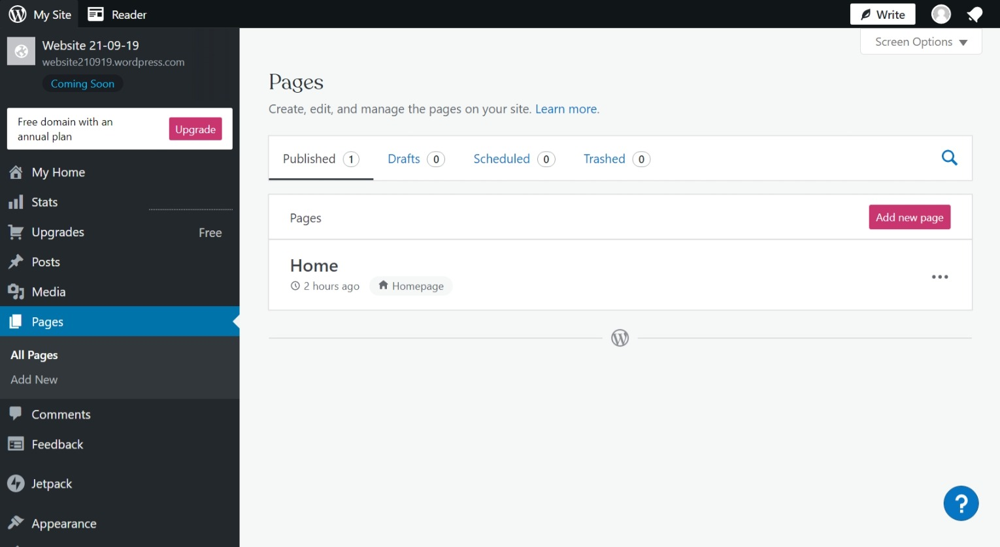 My Site
Reader
Write
Website 21-09-19
website210919.wordpress.com
Coming Soon
Free domain with an
annual plan
Upgrade
My Home
Stats
Upgrades Free
Posts
Media
Pages
All Pages
Add New
Comments
Feedback
Jetpack
Appearance
Screen Options
Pages
Create, edit, and manage the pages on your site. Learn more.
Published 1 Drafts 0 Scheduled 0 Trashed 0
Pages
Add new page
Home
2 hours ago Homepage
?